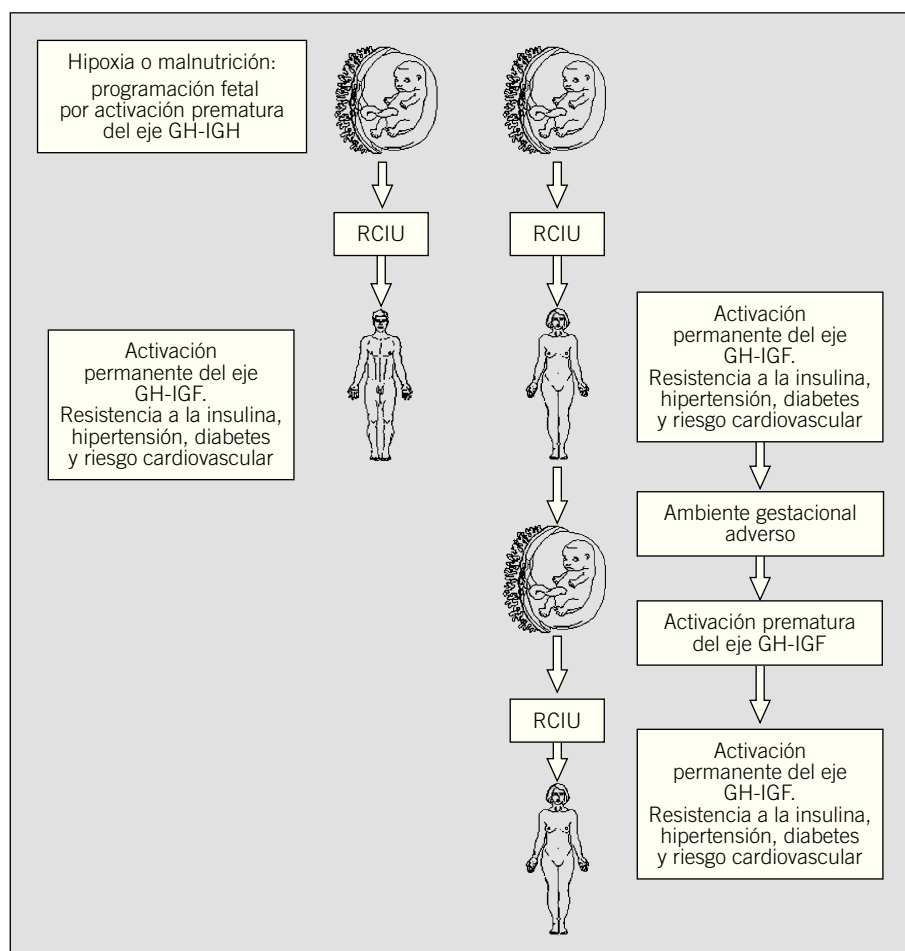 Hipoxia o malnutrición:
programación fetal
por activación prematura
del eje GH-IGH
RCIU
RCIU
Activación
permanente del eje
GH-IGF.
Resistencia a la insulina,
hipertensión, diabetes
y riesgo cardiovascular
Activación
permanente del eje
GH-IGF.
Resistencia a la insulina,
hipertensión, diabetes
y riesgo cardiovascular
Ambiente gestacional
adverso
Activación prematura
del eje GH-IGF
RCIU
Activación
permanente del eje
GH-IGF.
Resistencia a la insulina,
hipertensión, diabetes
y riesgo cardiovascular